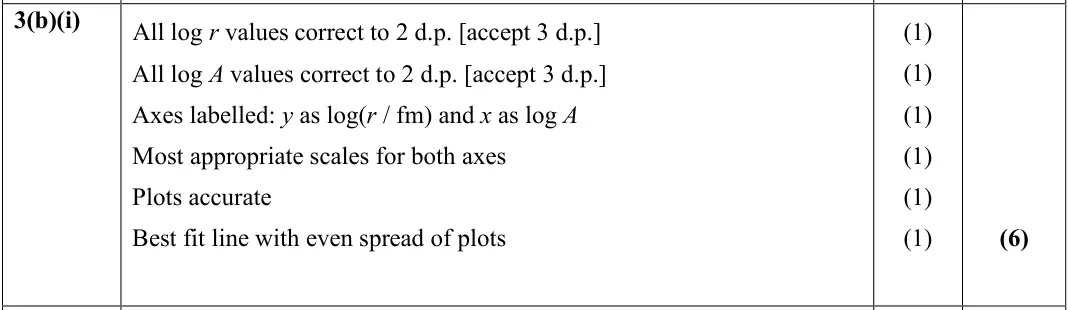 3(b)(i)
All log r values correct to 2 d.p. [accept 3 d.p.] (1)
All log A values correct to 2 d.p. [accept 3 d.p.] (1)
Axes labelled: y as log(r / fm) and x as log A (1)
Most appropriate scales for both axes (1)
Plots accurate (1)
Best fit line with even spread of plots (1) (6)